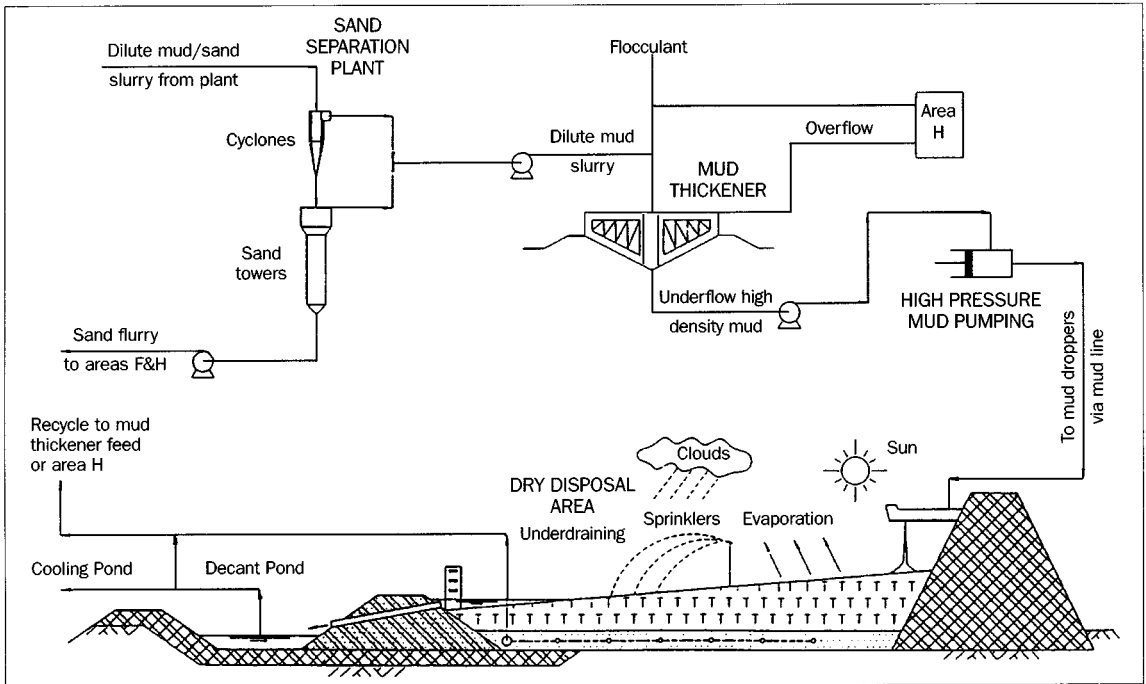 SAND
SEPARATION
PLANT
Dilute mud/sand
slurry from plant
Cyclones
Sand
towers
Sand flurry
to areas F&H
Flocculant
Dilute mud
slurry
Overflow
Area
H
MUD
THICKENER
Underflow high
density mud
HIGH PRESSURE
MUD PUMPING
To mud droppers
via mud line
Recycle to mud
thickener feed
or area H
Clouds
Sun
DRY DISPOSAL
AREA
Underdraining
Sprinklers
Evaporation
Cooling Pond
Decant Pond